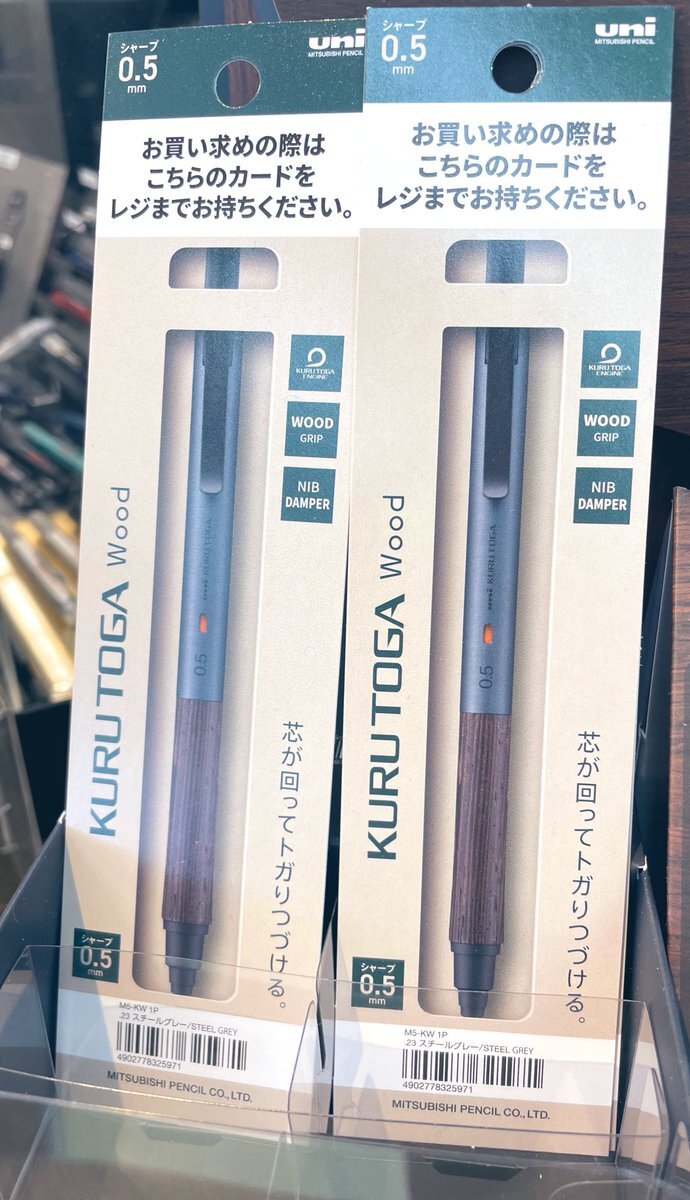 シャープ
0.5
mm
uni
MITSUBISHI PENCIL
お買い求めの際は
こちらのカードを
レジまでお持ちください。
KURUTOGA
ENGINE
WOOD
GRIP
NIB
DAMPER
KURUTOGA Wood
uni KURUTOGA
0.5
芯が回ってトガりつづける。
シャープ
0.5
mm
M5-KW 1P
.23 スチールグレー/STEEL GREY
4902778325971
MITSUBISHI PENCIL CO.,LTD.
シャープ
0.5
mm
uni
MITSUBISHI PENCIL
お買い求めの際は
こちらのカードを
レジまでお持ちください。
KURUTOGA
ENGINE
WOOD
GRIP
NIB
DAMPER
KURUTOGA Wood
uni KURUTOGA
0.5
芯が回ってトガりつづける。
シャープ
0.5
mm
M5-KW 1P
.23 スチールグレー/STEEL GREY
4902778325971
MITSUBISHI PENCIL CO.,LTD.